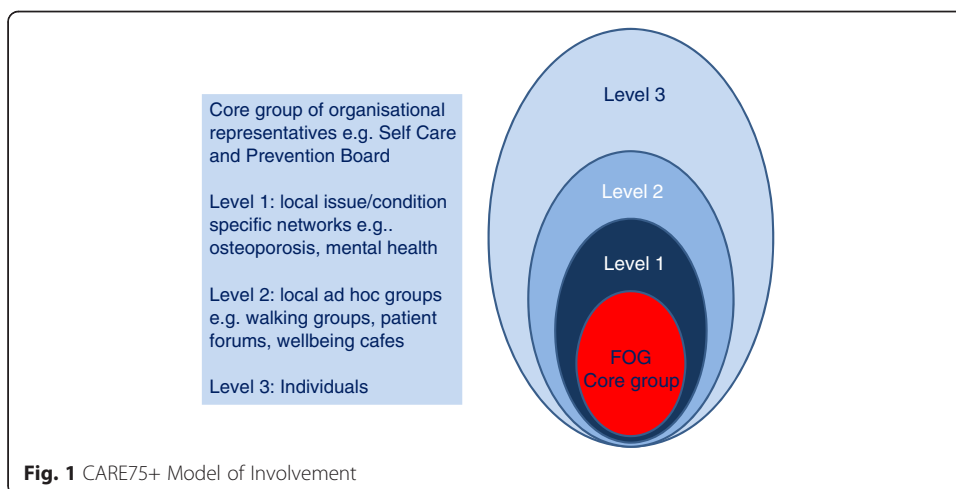 Core group of organisational
representatives e.g. Self Care
and Prevention Board
Level 1: local issue/condition
specific networks e.g..
osteoporosis, mental health
Level 2: local ad hoc groups
e.g. walking groups, patient
forums, wellbeing cafes
Level 3: Individuals
Level 3
Level 2
Level 1
FOG
Core group
Fig. 1 CARE75+ Model of Involvement